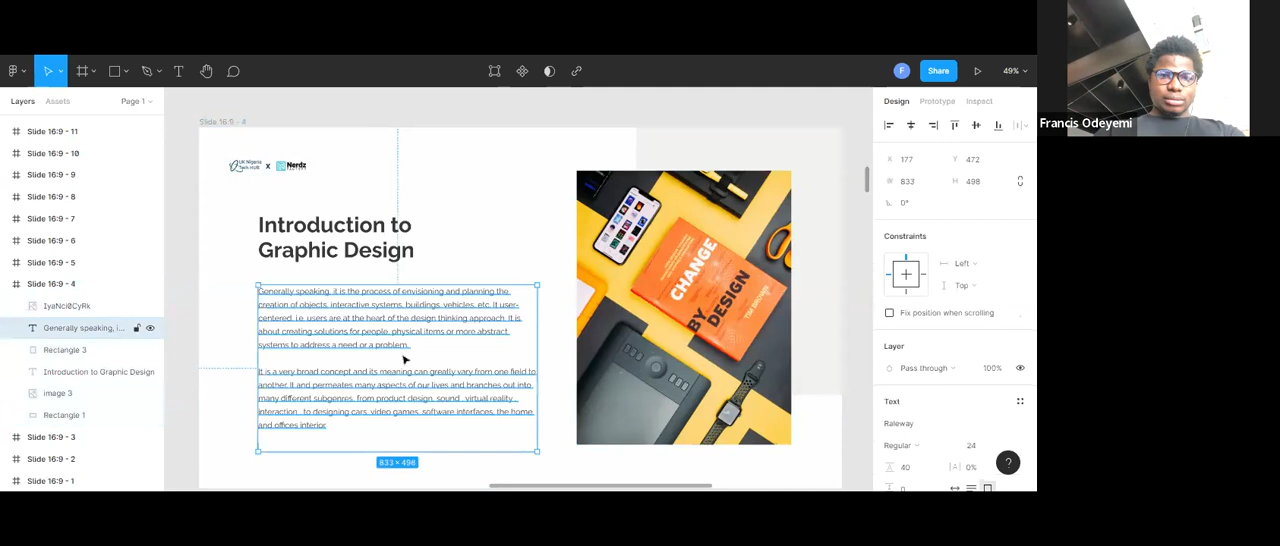 Share
49%
Layers
Assets
Page 1
Design
Prototype
Inspect
Francis Odeyemi
F
Slide 16:9 - 11
Slide 16:9 - 10
Slide 16:9 - 9
Slide 16:9 - 8
Slide 16:9 - 7
Slide 16:9 - 6
Slide 16:9 - 5
Slide 16:9 - 4
Generally speaking, i...
Rectangle 3
Introduction to Graphic Design
image 3
Rectangle 1
Slide 16:9 - 3
Slide 16:9 - 2
Slide 16:9 - 1
Slide 16:9 - 4
UK Nigeria
Tech HUB
X
Nerdz
Introduction to
Graphic Design
Generally speaking, it is the process of envisioning and planning the
creation of objects, interactive systems, buildings, vehicles, etc. It user-
centered, i.e. users are at the heart of the design thinking approach. It is
about creating solutions for people, physical items or more abstract
systems to address a need or a problem.
It is a very broad concept and its meaning can greatly vary from one field to
another. It and permeates many aspects of our lives and branches out into
many different subgenres, from product design, sound , virtual reality ,
interaction , to designing cars, video games, software interfaces, the home
and offices interior.
833 × 498
CHANGE
BY DESIGN
TIM BROWN
X 177
Y 472
W 833
H 498
0°
Constraints
Left
Top
Fix position when scrolling
Layer
Pass through
100%
Text
Raleway
Regular
24
40
|A| 0%
0
?